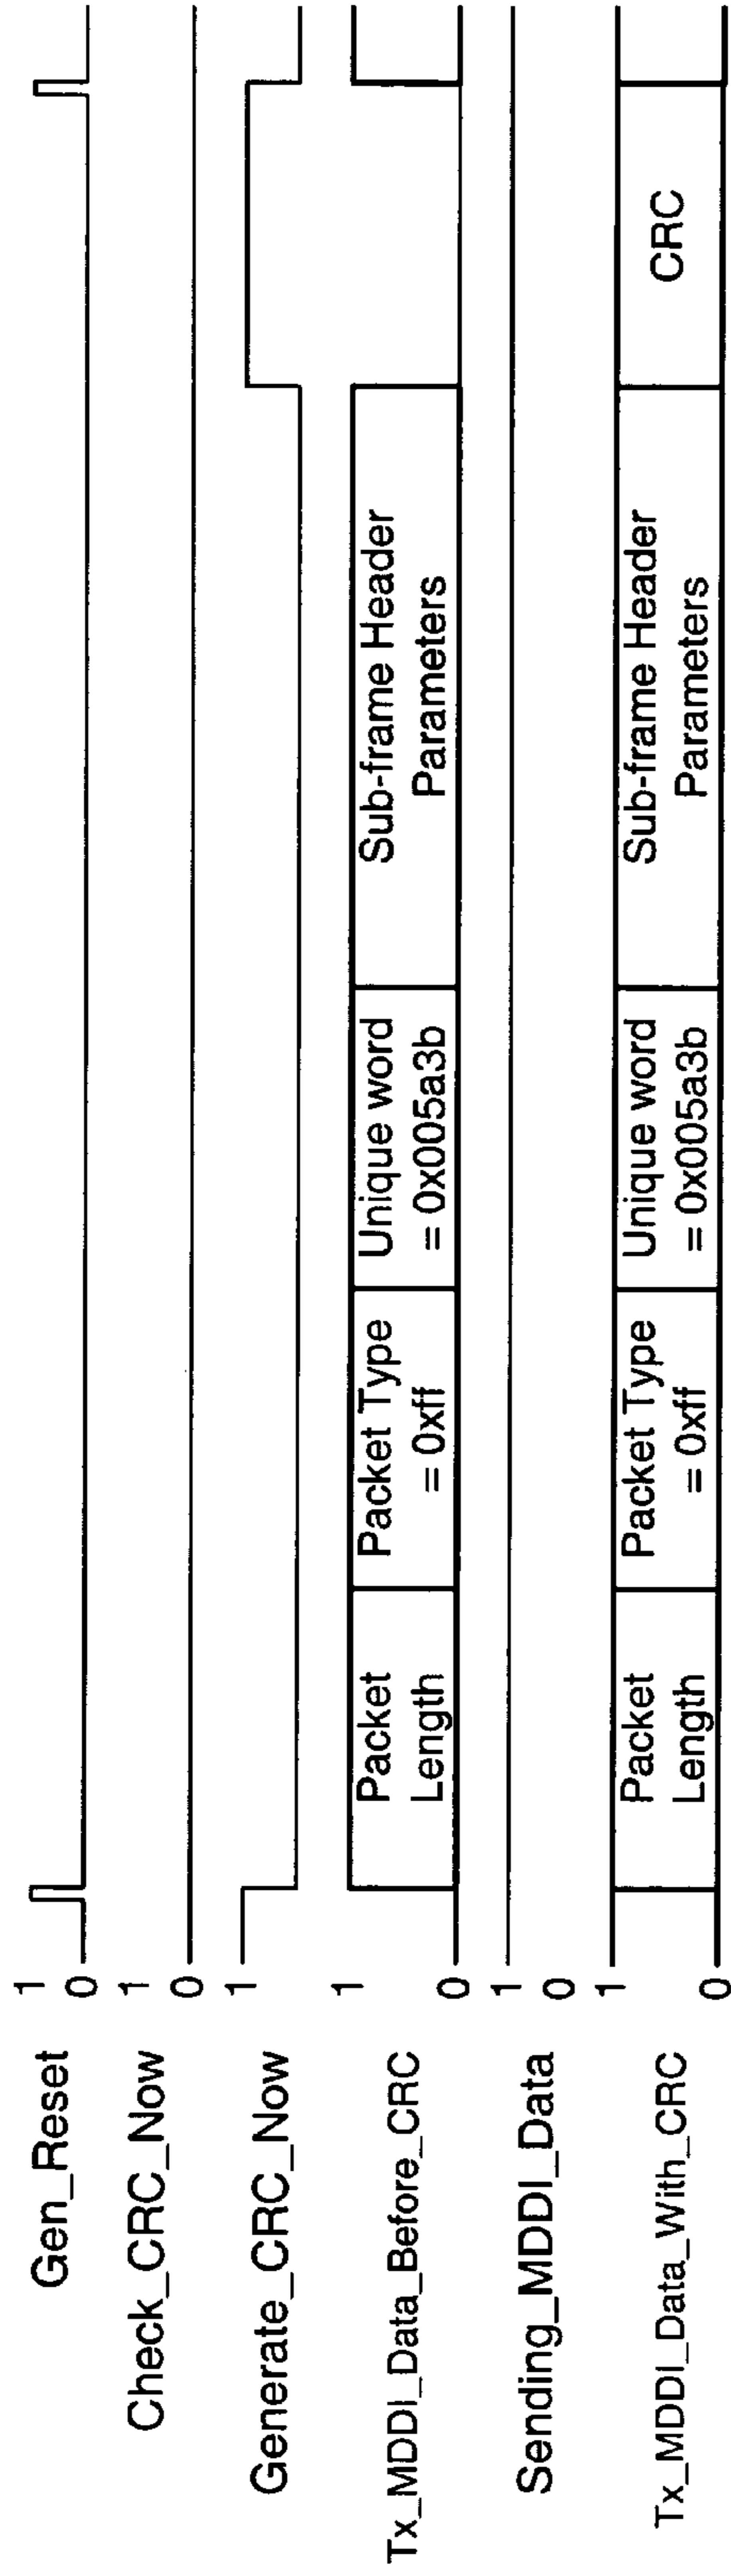 Gen_Reset
1
0
Check_CRC_Now
1
0
Generate_CRC_Now
1
Tx_MDDI_Data_Before_CRC
1
0
Packet
Length
Packet Type
= 0xff
Unique word
= 0x005a3b
Sub-frame Header
Parameters
Sending_MDDI_Data
1
0
Tx_MDDI_Data_With_CRC
1
0
Packet
Length
Packet Type
= 0xff
Unique word
= 0x005a3b
Sub-frame Header
Parameters
CRC